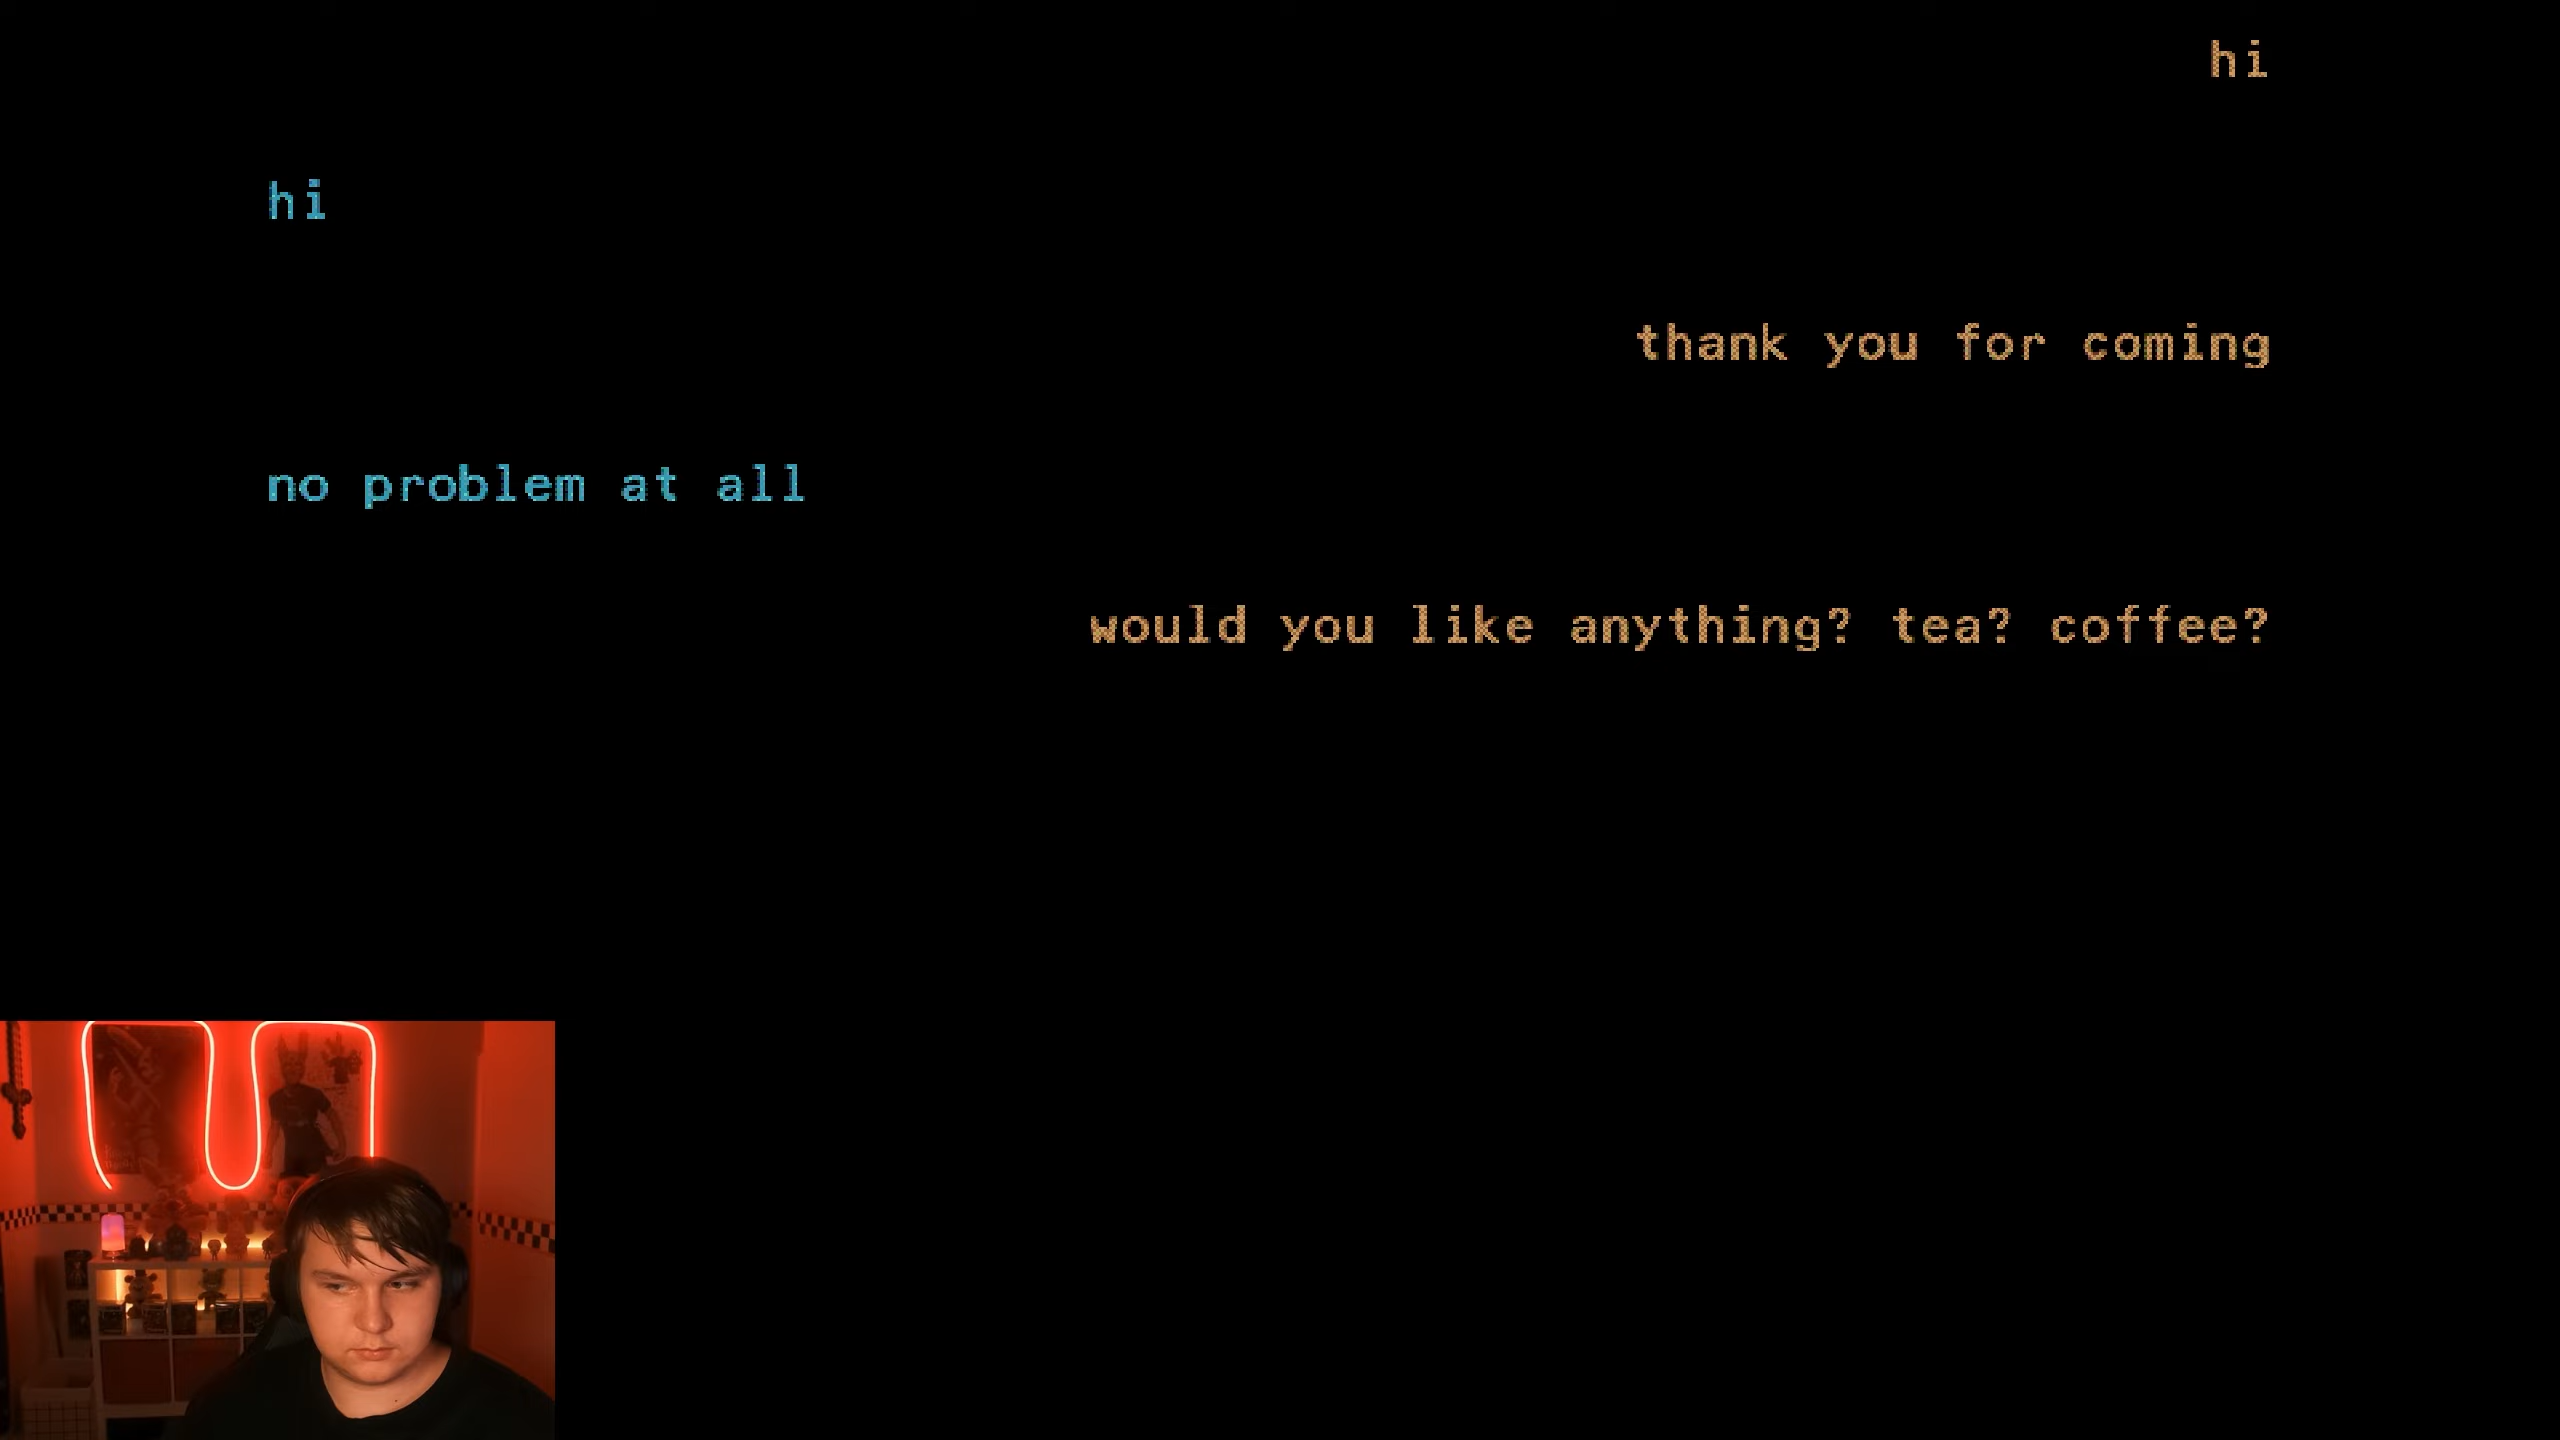 hi
hi
thank you for coming
no problem at all
would you like anything? tea? coffee?